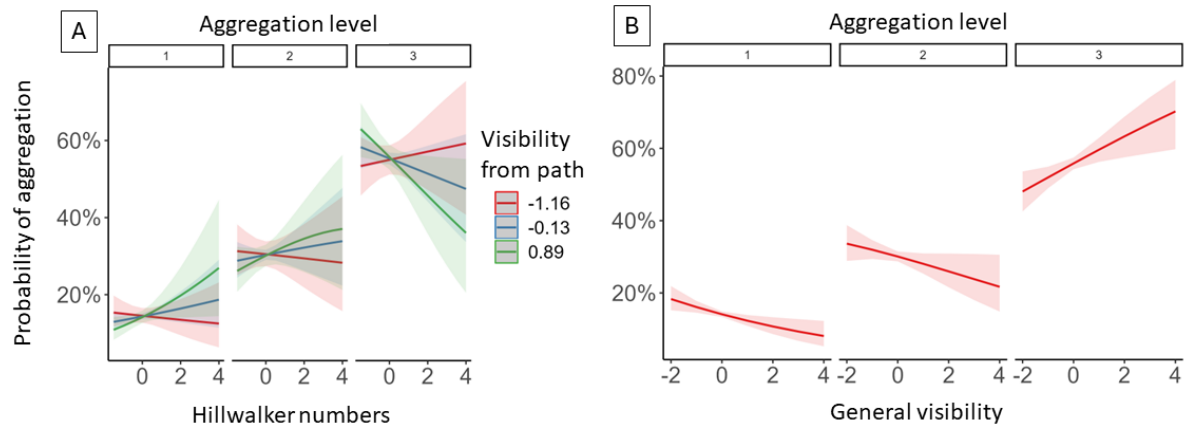 A
Aggregation level
1 2 3
Probability of aggregation
60%
40%
20%
0 2 4 0 2 4 0 2 4
Hillwalker numbers
Visibility
from path
-1.16
-0.13
0.89
B
Aggregation level
1 2 3
80%
60%
40%
20%
-2 0 2 4 -2 0 2 4 -2 0 2 4
General visibility